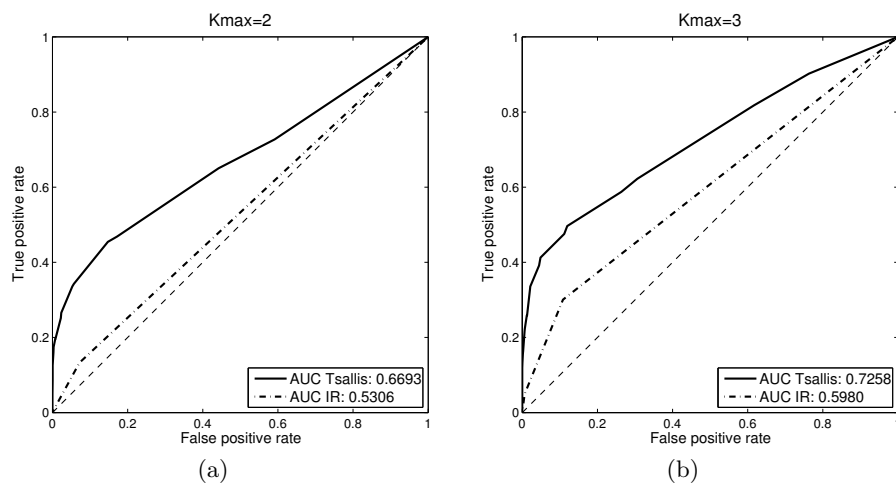 Kmax=2
1
0.8
0.6
0.4
0.2
0
True positive rate
0
0.2
0.4
0.6
0.8
1
False positive rate
AUC Tsallis: 0.6693
AUC IR: 0.5306
(a)
Kmax=3
1
0.8
0.6
0.4
0.2
0
True positive rate
0
0.2
0.4
0.6
0.8
1
False positive rate
AUC Tsallis: 0.7258
AUC IR: 0.5980
(b)